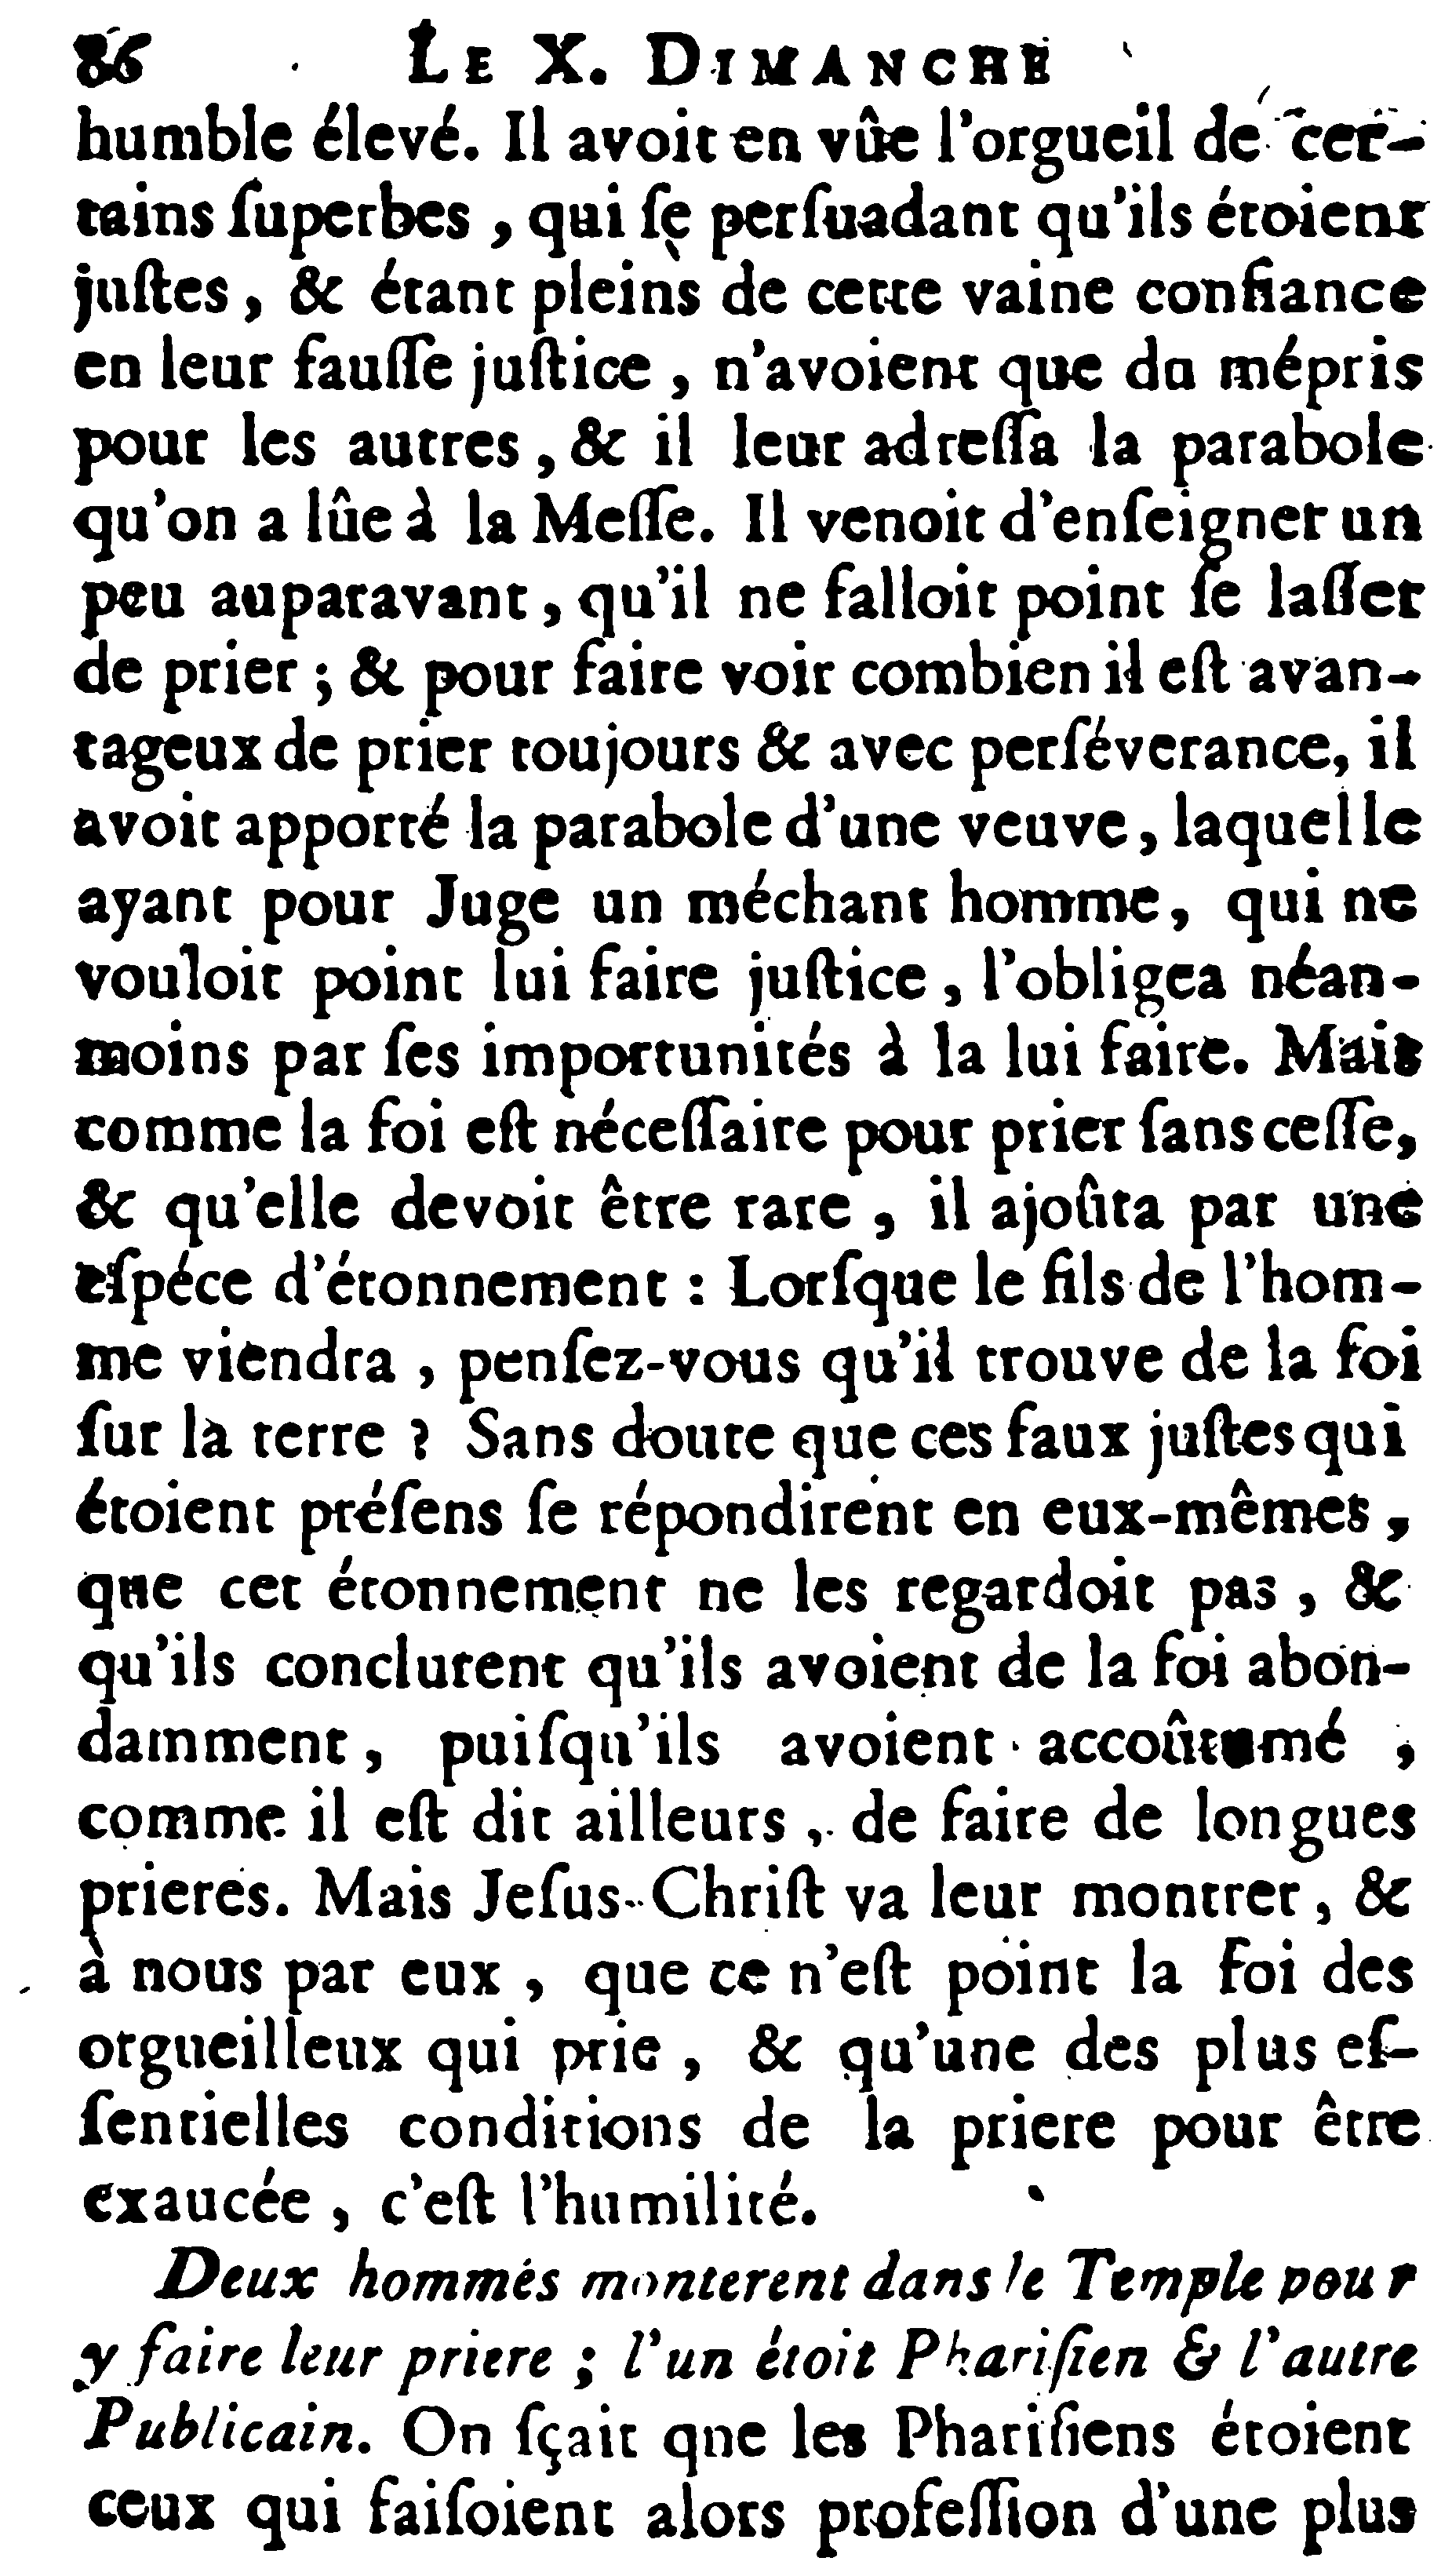 86 LE X. DIMANCHE
humble élevé. Il avoit en vûe l'orgueil de cer-
tains ſuperbes, qui ſe perſuadant qu'ils étoient
juſtes, & étant pleins de cette vaine confiance
en leur fauſſe juſtice, n'avoient que du mépris
pour les autres, & il leur adreſſa la parabole
qu'on a lûe à la Meſſe. Il venoit d'enſeigner un
peu auparavant, qu'il ne falloit point ſe laſſer
de prier; & pour faire voir combien il eſt avan-
tageux de prier toujours & avec perſéverance, il
avoit apporté la parabole d'une veuve, laquelle
ayant pour Juge un méchant homme, qui ne
vouloit point lui faire juſtice, l'obligea néan-
moins par ſes importunités à la lui faire. Mais
comme la foi eſt néceſſaire pour prier ſans ceſſe,
& qu'elle devoit être rare, il ajoûta par une
eſpéce d'étonnement : Lorſque le fils de l'hom-
me viendra, penſez-vous qu'il trouve de la foi
ſur la terre ? Sans doute que ces faux juſtes qui
étoient préſens ſe répondirent en eux-mêmes,
que cet étonnement ne les regardoit pas, &
qu'ils conclurent qu'ils avoient de la foi abon-
damment, puiſqu'ils avoient accoûtumé,
comme il eſt dit ailleurs, de faire de longues
prieres. Mais Jeſus-Chriſt va leur montrer, &
à nous par eux, que ce n'eſt point la foi des
orgueilleux qui prie, & qu'une des plus eſ-
ſentielles conditions de la priere pour être
exaucée, c'eſt l'humilité.
Deux hommes monterent dans le Temple pour
y faire leur priere ; l'un étoit Phariſien & l'autre
Publicain. On ſçait que les Phariſiens étoient
ceux qui faiſoient alors profeſſion d'une plus